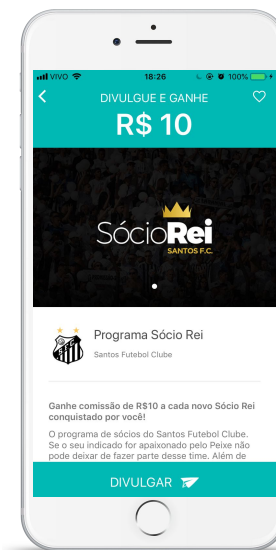 VIVO 18:26 100%
DIVULGUE E GANHE
R$ 10
SócioRei
SANTOS F.C.
Programa Sócio Rei
Santos Futebol Clube
Ganhe comissão de R$10 a cada novo Sócio Rei
conquistado por você!
O programa de sócios do Santos Futebol Clube.
Se o seu indicado for apaixonado pelo Peixe não
pode deixar de fazer parte desse time. Além de
DIVULGAR